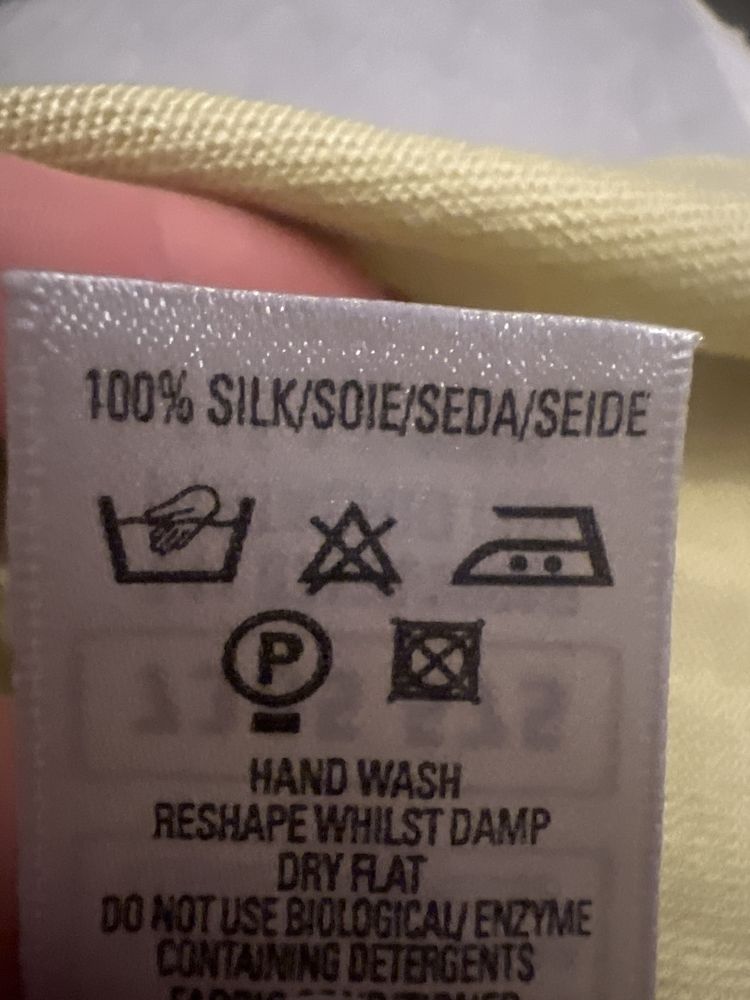 100% SILK/SOIE/SEDA/SEIDE
P
HAND WASH
RESHAPE WHILST DAMP
DRY FLAT
DO NOT USE BIOLOGICAL/ ENZYME
CONTAINING DETERGENTS
FABRIC